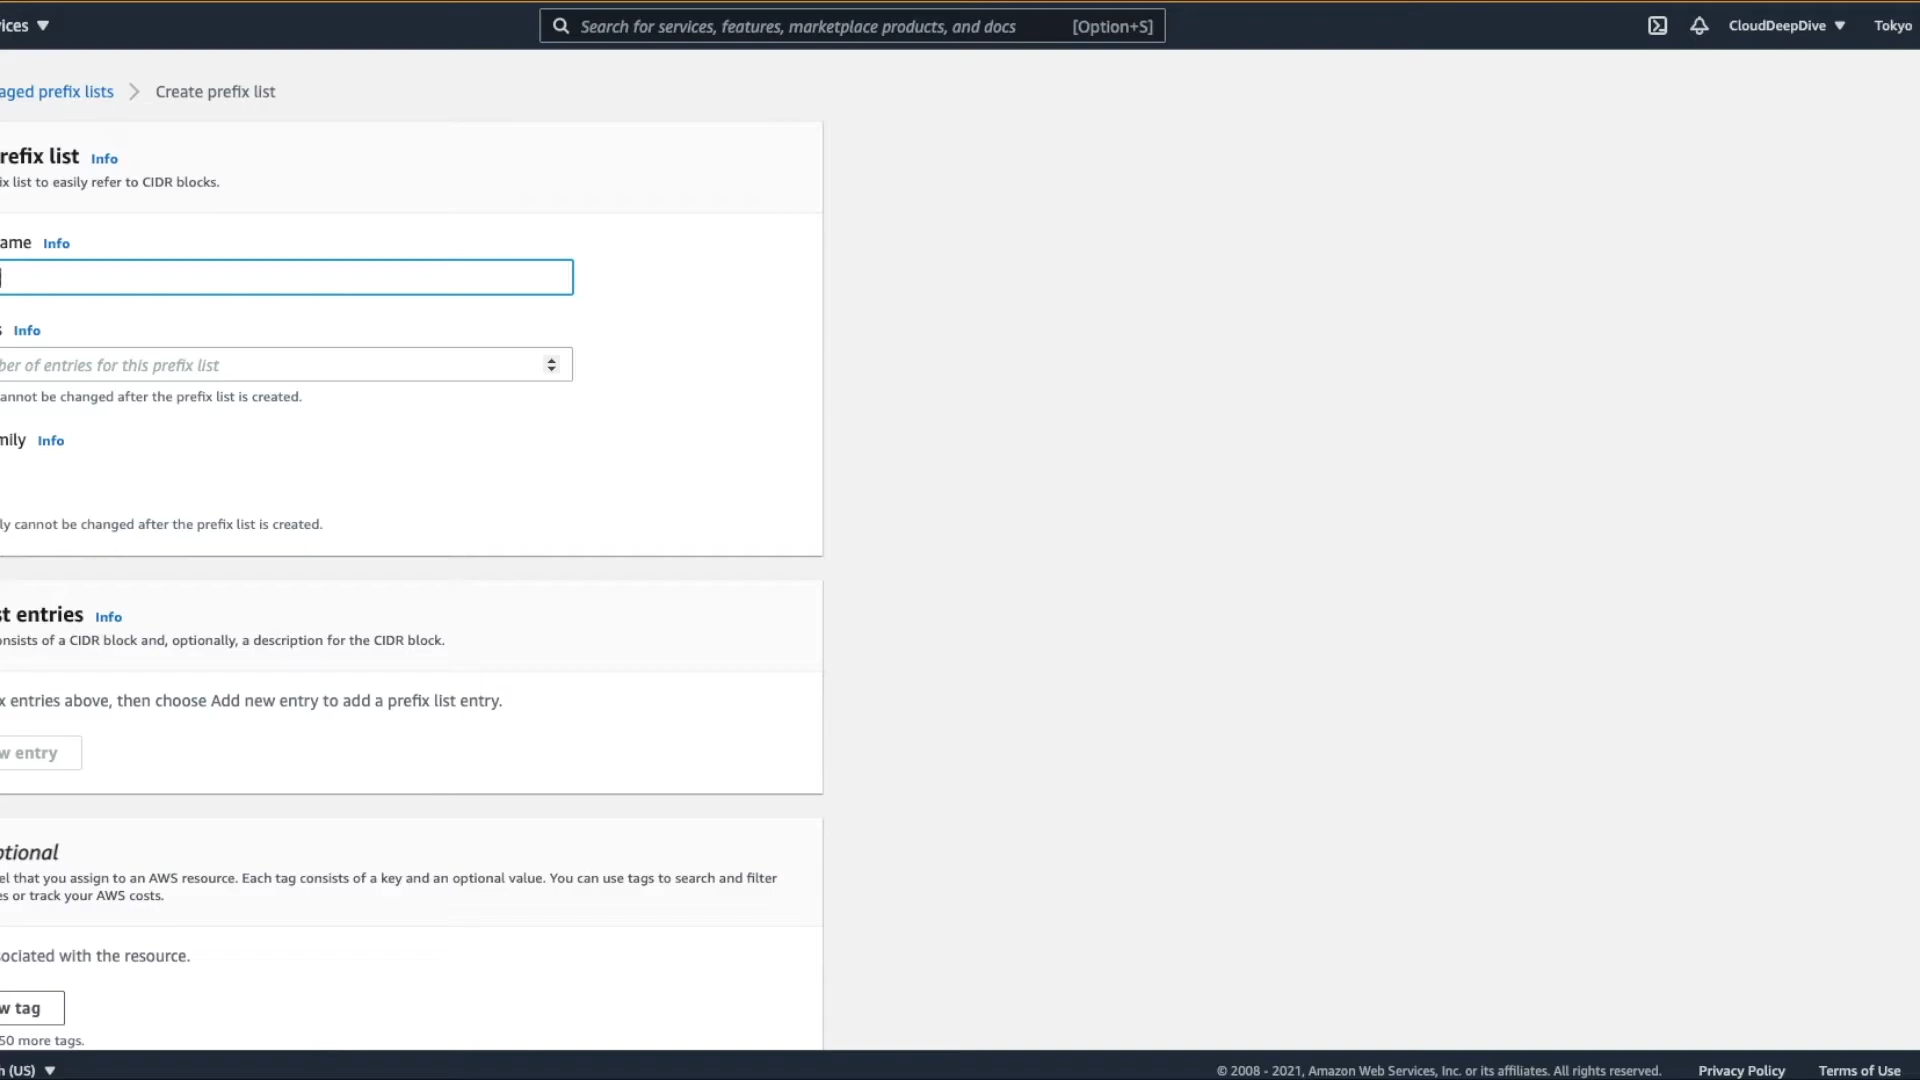 ices ▼
Search for services, features, marketplace products, and docs [Option+S]
CloudDeepDive ▼ Tokyo
aged prefix lists > Create prefix list
refix list Info
ix list to easily refer to CIDR blocks.
ame Info
s Info
ber of entries for this prefix list
annot be changed after the prefix list is created.
mily Info
ly cannot be changed after the prefix list is created.
st entries Info
onsists of a CIDR block and, optionally, a description for the CIDR block.
x entries above, then choose Add new entry to add a prefix list entry.
w entry
ptional
el that you assign to an AWS resource. Each tag consists of a key and an optional value. You can use tags to search and filter
es or track your AWS costs.
sociated with the resource.
w tag
50 more tags.
h (US) ▼
© 2008 - 2021, Amazon Web Services, Inc. or its affiliates. All rights reserved. Privacy Policy Terms of Use